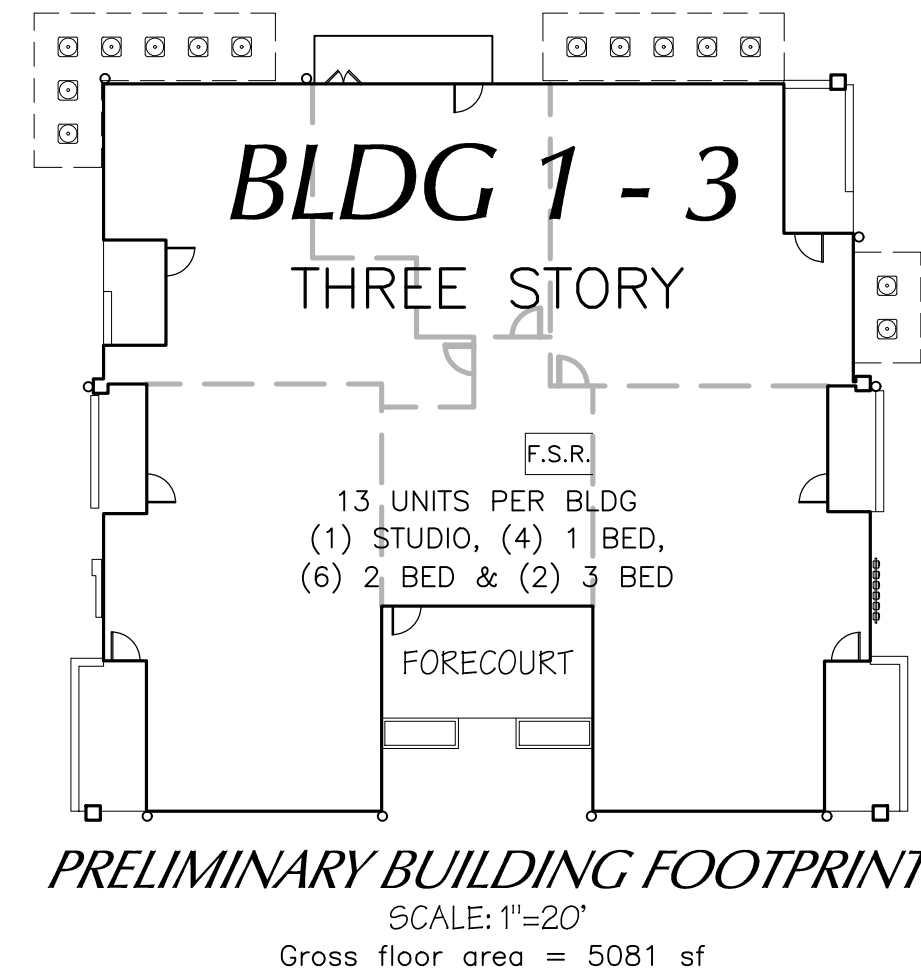 BLDG 1 - 3
THREE STORY
F.S.R.
13 UNITS PER BLDG
(1) STUDIO, (4) 1 BED,
(6) 2 BED & (2) 3 BED
FORECOURT
PRELIMINARY BUILDING FOOTPRINT
SCALE: 1"=20'
Gross floor area = 5081 sf